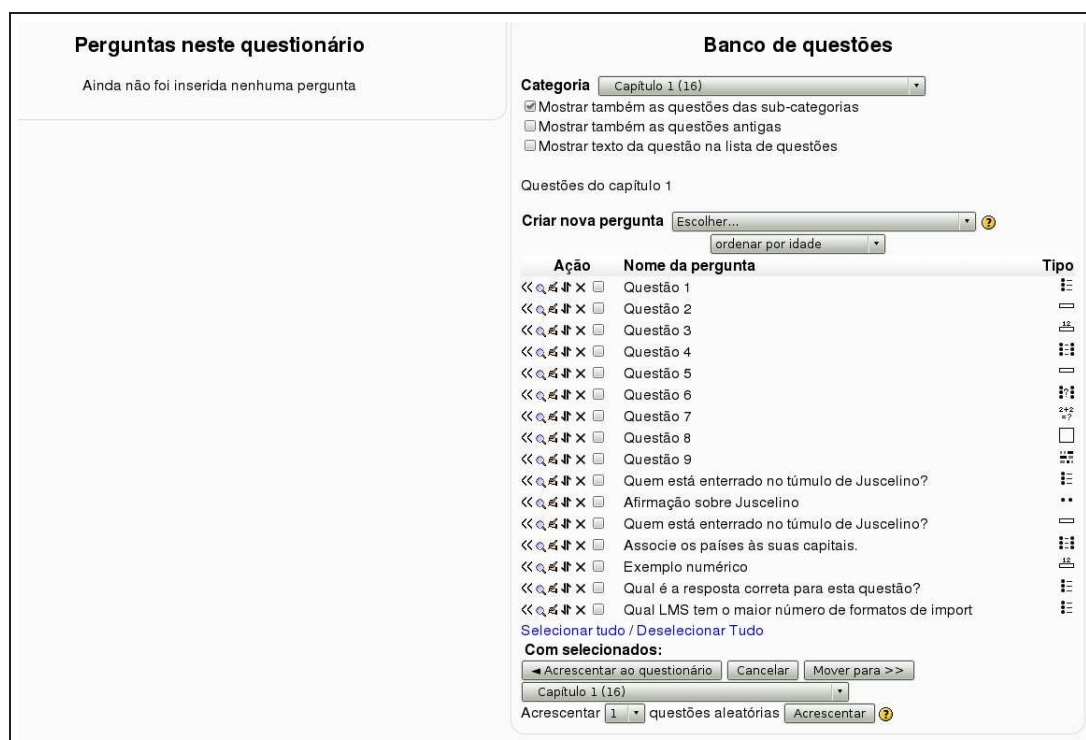 Perguntas neste questionário
Ainda não foi inserida nenhuma pergunta
Banco de questões
Categoria Capítulo 1 (16)
Mostrar também as questões das sub-categorias
Mostrar também as questões antigas
Mostrar texto da questão na lista de questões
Questões do capítulo 1
Criar nova pergunta Escolher... ?
ordenar por idade
Ação Nome da pergunta Tipo
Questão 1
Questão 2
Questão 3 12
Questão 4
Questão 5
Questão 6 ?
Questão 7 2+2 =?
Questão 8
Questão 9
Quem está enterrado no túmulo de Juscelino?
Afirmação sobre Juscelino
Quem está enterrado no túmulo de Juscelino?
Associe os países às suas capitais.
Exemplo numérico 12
Qual é a resposta correta para esta questão?
Qual LMS tem o maior número de formatos de import
Selecionar tudo / Deselecionar Tudo
Com selecionados:
◄ Acrescentar ao questionário Cancelar Mover para >>
Capítulo 1 (16)
Acrescentar 1 questões aleatórias Acrescentar ?